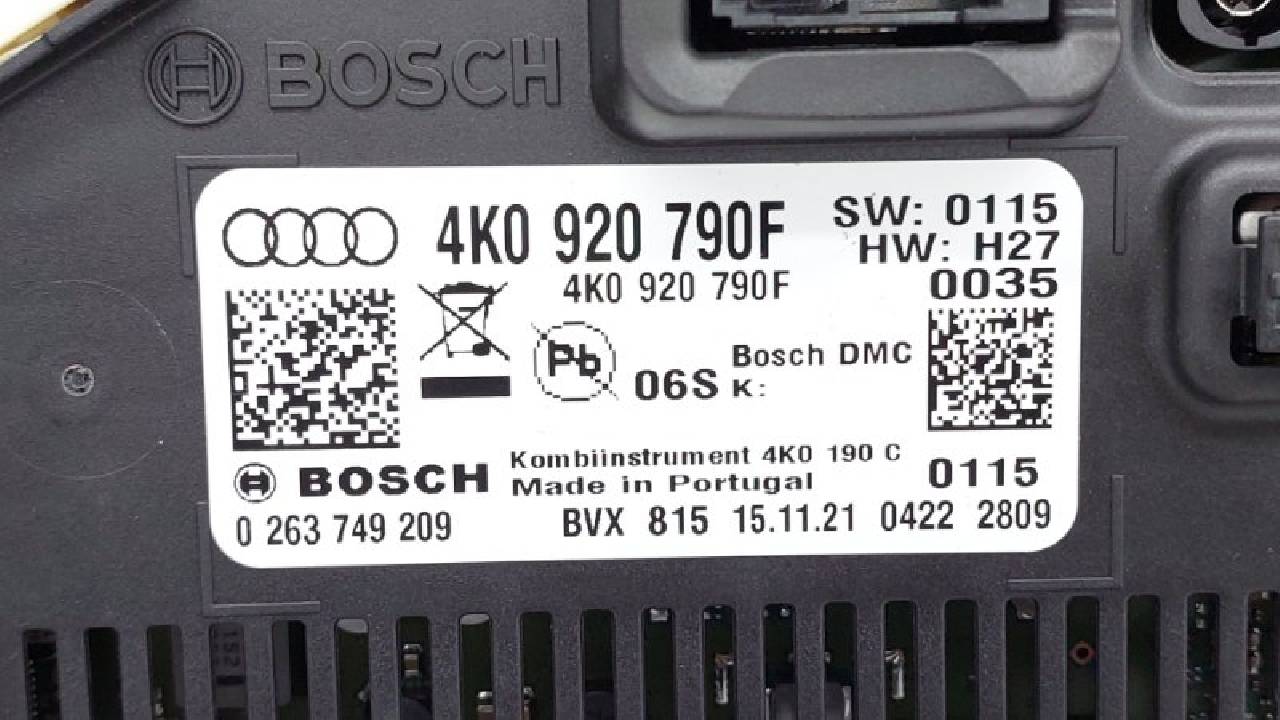 BOSCH
4K0 920 790F
SW: 0115
HW: H27
4K0 920 790F
0035
Pb
06S
Bosch DMC
K:
BOSCH
Kombiinstrument 4K0 190 C
Made in Portugal
0115
0 263 749 209
BVX 815 15.11.21 0422 2809